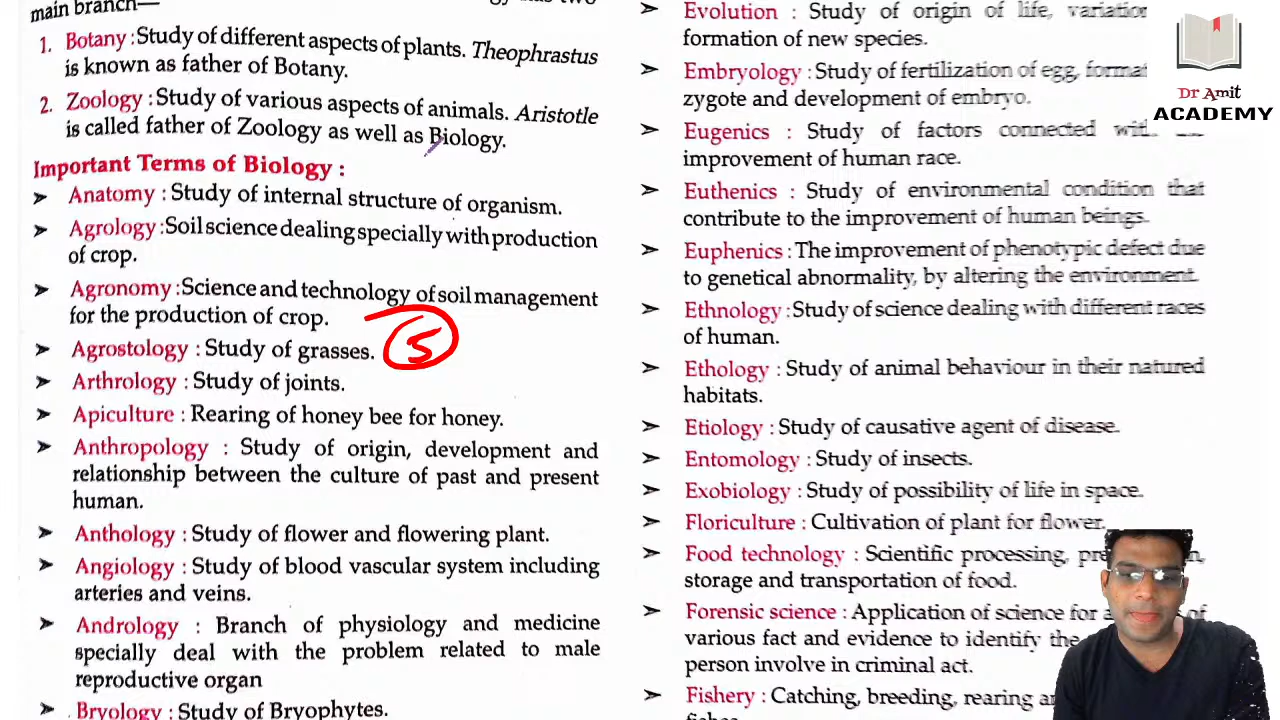 main branch—
1. Botany : Study of different aspects of plants. Theophrastus
is known as father of Botany.
2. Zoology : Study of various aspects of animals. Aristotle
is called father of Zoology as well as Biology.
Important Terms of Biology :
➤ Anatomy : Study of internal structure of organism.
➤ Agrology : Soil science dealing specially with production
of crop.
➤ Agronomy : Science and technology of soil management
for the production of crop.
➤ Agrostology : Study of grasses.
5
➤ Arthrology : Study of joints.
➤ Apiculture : Rearing of honey bee for honey.
➤ Anthropology : Study of origin, development and
relationship between the culture of past and present
human.
➤ Anthology : Study of flower and flowering plant.
➤ Angiology : Study of blood vascular system including
arteries and veins.
➤ Andrology : Branch of physiology and medicine
specially deal with the problem related to male
reproductive organ
➤ Bryology : Study of Bryophytes.
➤ Evolution : Study of origin of life, variation
formation of new species.
➤ Embryology : Study of fertilization of egg,
zygote and development of embryo.
➤ Eugenics : Study of factors connected with
improvement of human race.
➤ Euthenics : Study of environmental condition that
contribute to the improvement of human beings.
➤ Euphenics : The improvement of phenotypic defect due
to genetical abnormality, by altering the environment.
➤ Ethnology : Study of science dealing with different races
of human.
➤ Ethology : Study of animal behaviour in their natured
habitats.
➤ Etiology : Study of causative agent of disease.
➤ Entomology : Study of insects.
➤ Exobiology : Study of possibility of life in space.
➤ Floriculture : Cultivation of plant for flower.
➤ Food technology : Scientific processing,
storage and transportation of food.
➤ Forensic science : Application of science for
various fact and evidence to identify the
person involve in criminal act.
➤ Fishery : Catching, breeding, rearing
Dr Amit
ACADEMY